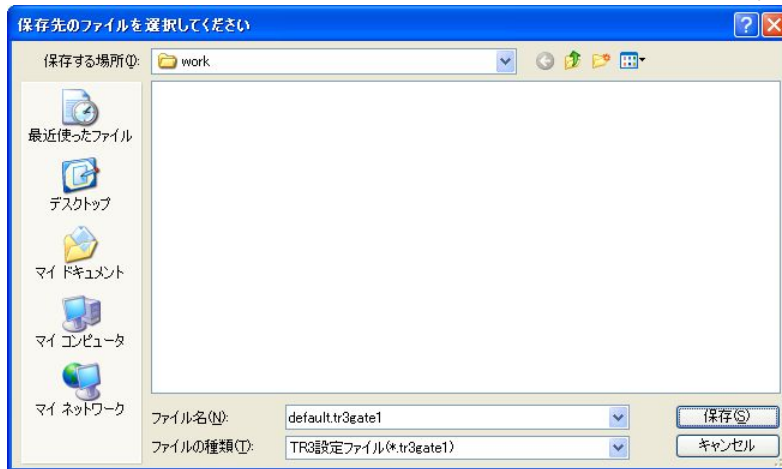 保存先のファイルを選択してください
保存する場所(I):
work
最近使ったファイル
デスクトップ
マイ ドキュメント
マイ コンピュータ
マイ ネットワーク
ファイル名(N):
default.tr3gate1
保存(S)
ファイルの種類(T):
TR3設定ファイル(*.tr3gate1)
キャンセル